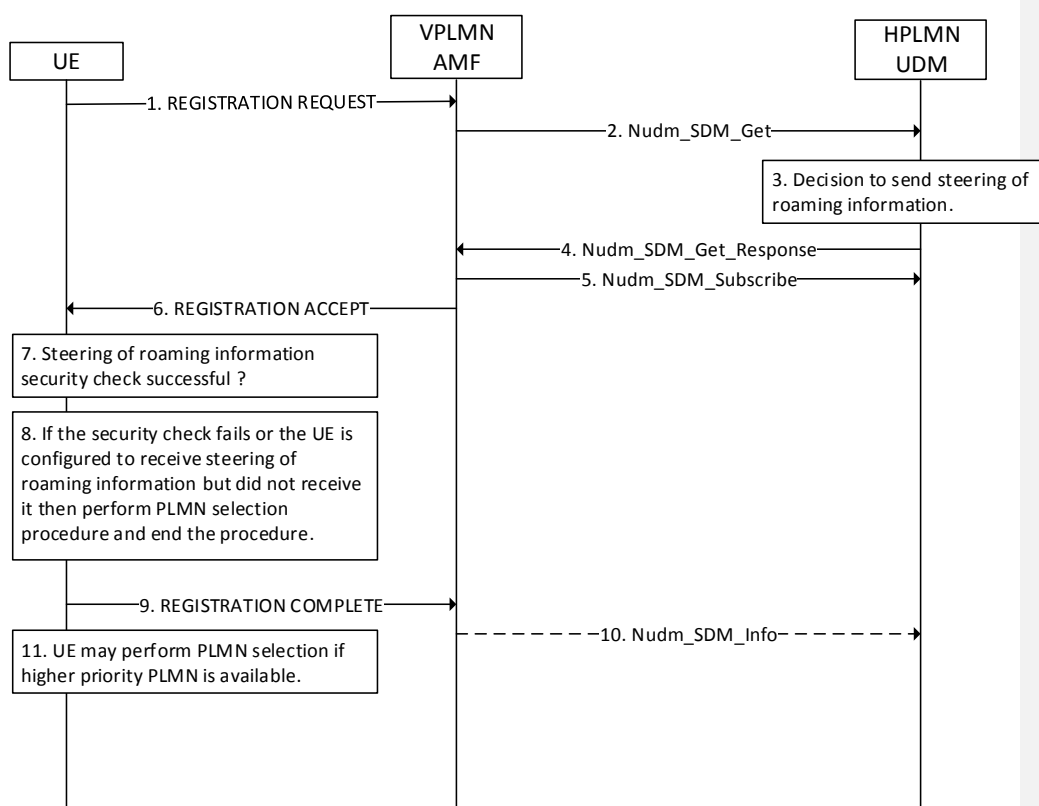 UE
VPLMN
AMF
HPLMN
UDM
1. REGISTRATION REQUEST
2. Nudm_SDM_Get
3. Decision to send steering of
roaming information.
4. Nudm_SDM_Get_Response
5. Nudm_SDM_Subscribe
6. REGISTRATION ACCEPT
7. Steering of roaming information
security check successful ?
8. If the security check fails or the UE is
configured to receive steering of
roaming information but did not receive
it then perform PLMN selection
procedure and end the procedure.
9. REGISTRATION COMPLETE
10. Nudm_SDM_Info
11. UE may perform PLMN selection if
higher priority PLMN is available.